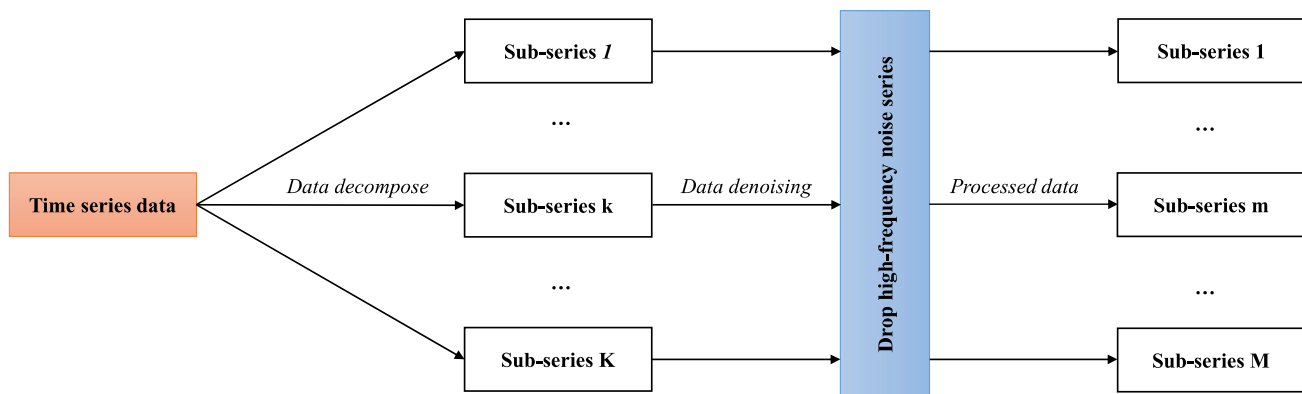 Time series data
Data decompose
Sub-series 1
...
Sub-series k
...
Sub-series K
Data denoising
Drop high-frequency noise series
Processed data
Sub-series 1
...
Sub-series m
...
Sub-series M